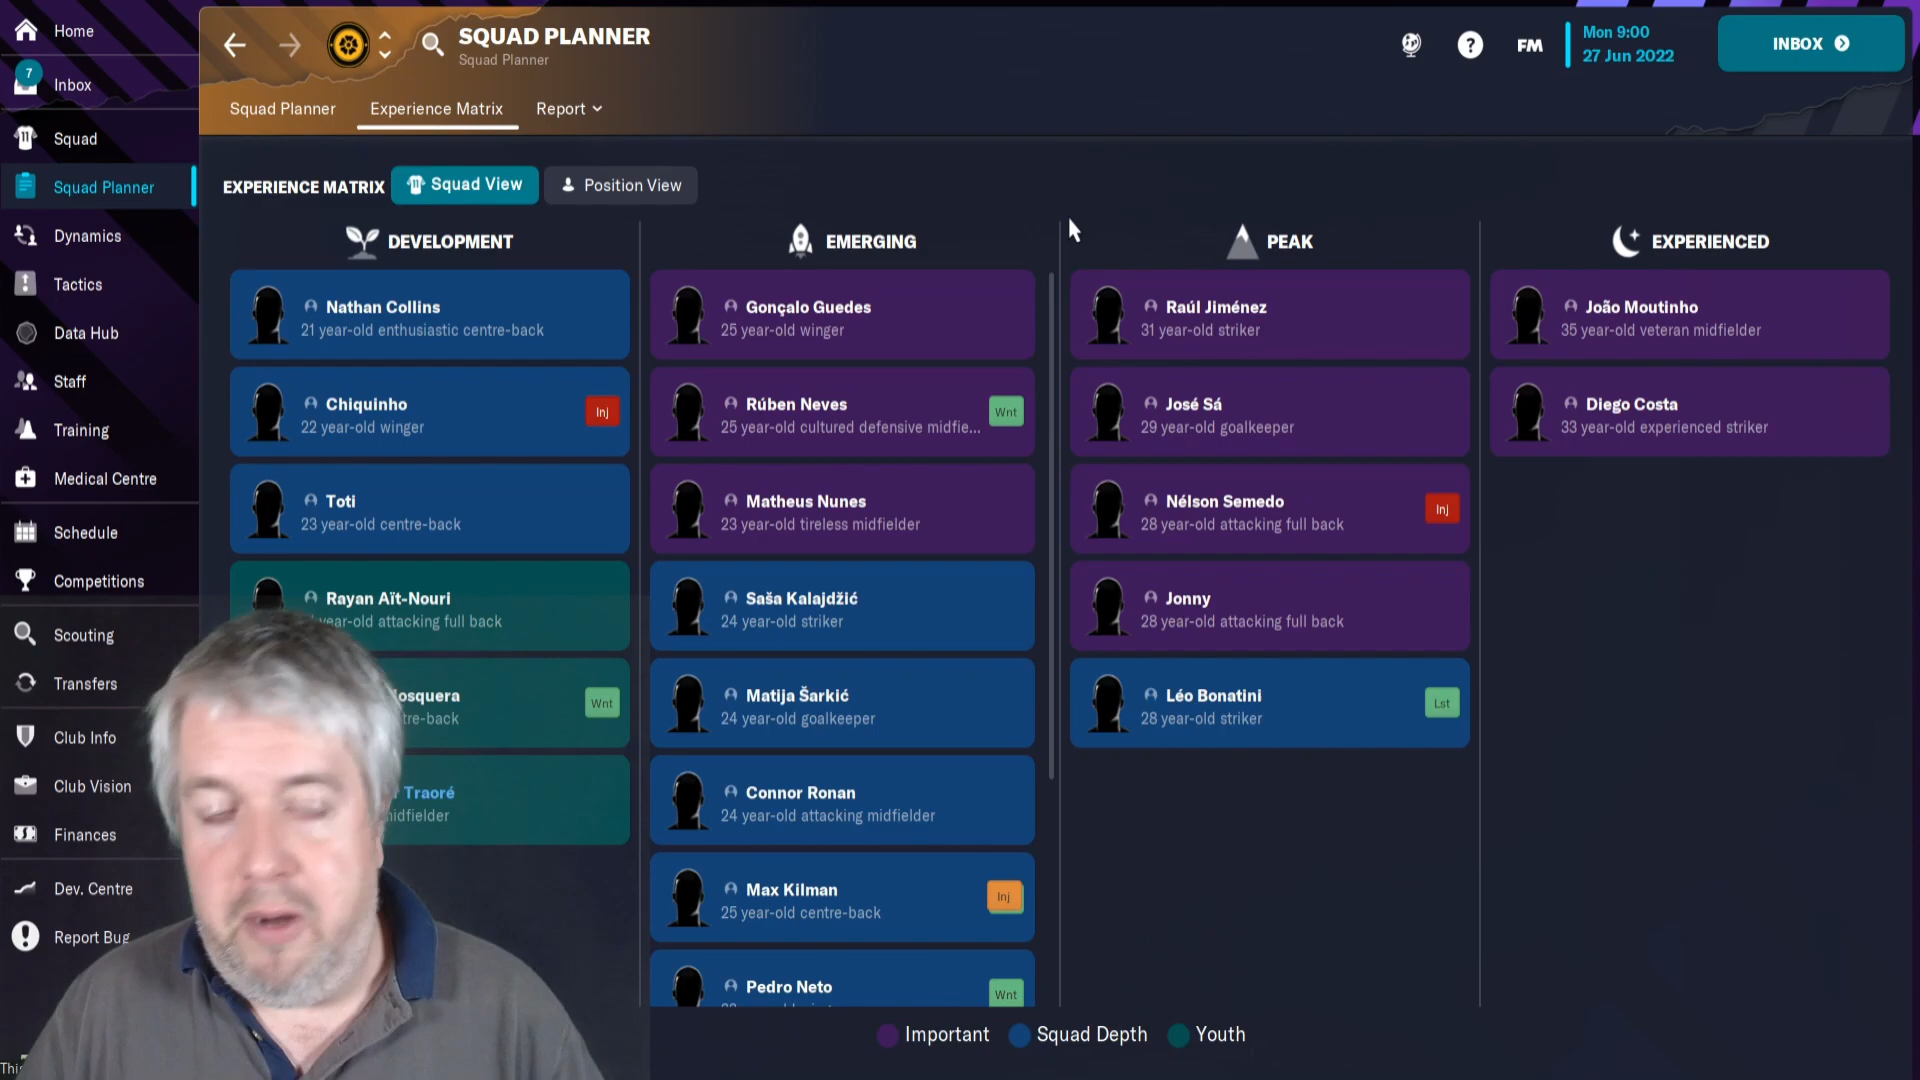 Home
7
Inbox
Squad
Squad Planner
Dynamics
Tactics
Data Hub
Staff
Training
Medical Centre
Schedule
Competitions
Scouting
Transfers
Club Info
Club Vision
Finances
Dev. Centre
Report Bug
SQUAD PLANNER
Squad Planner
?
FM
Mon 9:00
27 Jun 2022
INBOX
Squad Planner
Experience Matrix
Report
EXPERIENCE MATRIX
11 Squad View
Position View
DEVELOPMENT
Nathan Collins
21 year-old enthusiastic centre-back
Chiquinho
22 year-old winger
Inj
Toti
23 year-old centre-back
Rayan Aït-Nouri
year-old attacking full back
losquera
tre-back
Wnt
Traoré
idfielder
EMERGING
Gonçalo Guedes
25 year-old winger
Rúben Neves
25 year-old cultured defensive midfie...
Wnt
Matheus Nunes
23 year-old tireless midfielder
Saša Kalajdžić
24 year-old striker
Matija Šarkić
24 year-old goalkeeper
Connor Ronan
24 year-old attacking midfielder
Max Kilman
25 year-old centre-back
Inj
Pedro Neto
Wnt
PEAK
Raúl Jiménez
31 year-old striker
José Sá
29 year-old goalkeeper
Nélson Semedo
28 year-old attacking full back
Inj
Jonny
28 year-old attacking full back
Léo Bonatini
28 year-old striker
Lst
EXPERIENCED
João Moutinho
35 year-old veteran midfielder
Diego Costa
33 year-old experienced striker
Important
Squad Depth
Youth